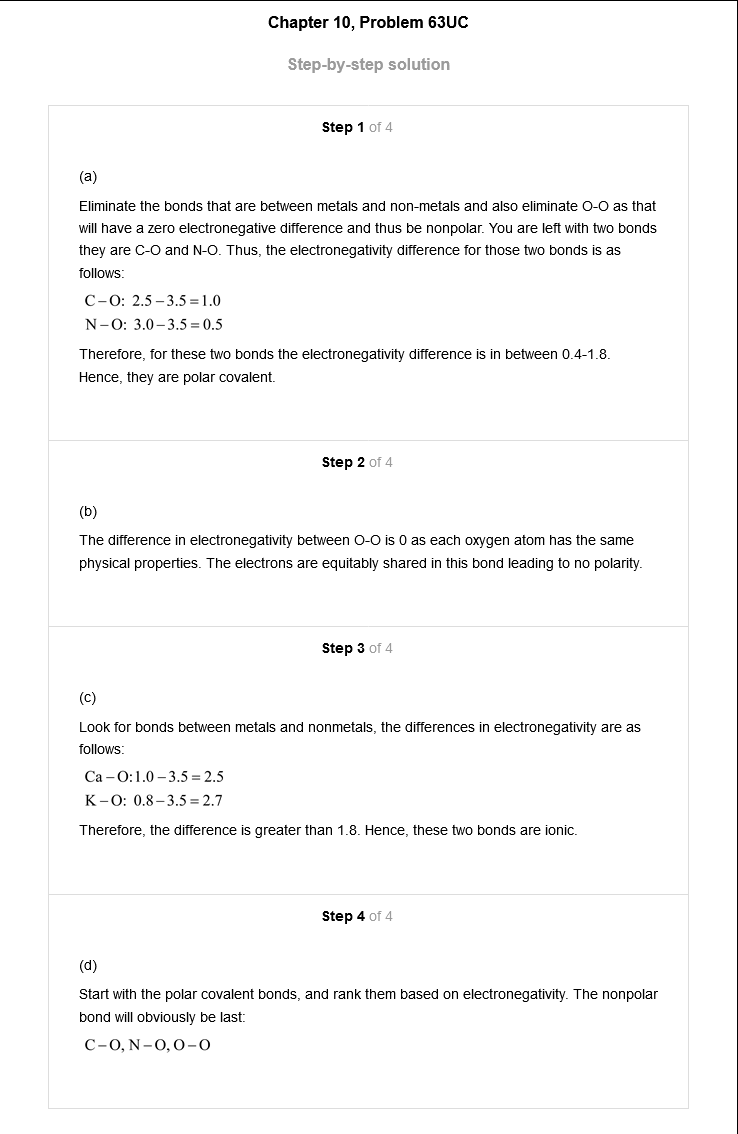 Chapter 10, Problem 63UC
Step-by-step solution
Step 1 of 4
(a)
Eliminate the bonds that are between metals and non-metals and also eliminate O-O as that
will have a zero electronegative difference and thus be nonpolar. You are left with two bonds
they are C-O and N-O. Thus, the electronegativity difference for those two bonds is as
follows:
C–O: 2.5–3.5=1.0
N–O: 3.0–3.5=0.5
Therefore, for these two bonds the electronegativity difference is in between 0.4-1.8.
Hence, they are polar covalent.
Step 2 of 4
(b)
The difference in electronegativity between O-O is 0 as each oxygen atom has the same
physical properties. The electrons are equitably shared in this bond leading to no polarity.
Step 3 of 4
(c)
Look for bonds between metals and nonmetals, the differences in electronegativity are as
follows:
Ca–O:1.0–3.5=2.5
K–O: 0.8–3.5=2.7
Therefore, the difference is greater than 1.8. Hence, these two bonds are ionic.
Step 4 of 4
(d)
Start with the polar covalent bonds, and rank them based on electronegativity. The nonpolar
bond will obviously be last:
C–O, N–O, O–O